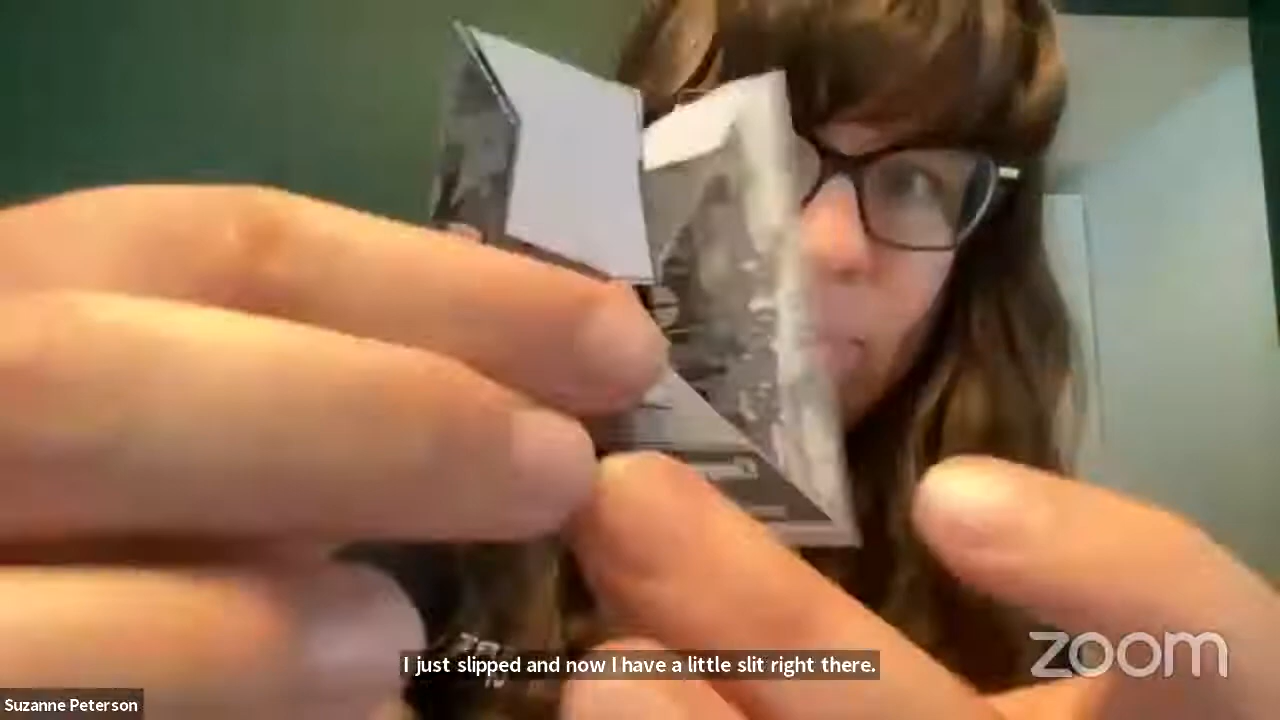 I just slipped and now I have a little slit right there.
zoom
Suzanne Peterson